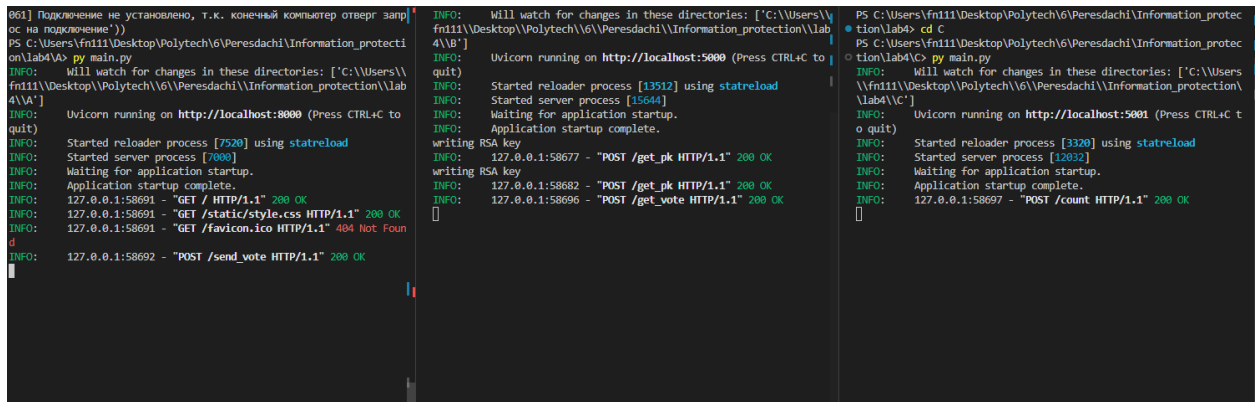 061] Подключение не установлено, т.к. конечный компьютер отверг запр
ос на подключение'))
PS C:\Users\fn111\Desktop\Polytech\6\Peresdachi\Information_protecti
on\lab4\A> py main.py
INFO:     Will watch for changes in these directories: ['C:\\Users\\
fn111\\Desktop\\Polytech\\6\\Peresdachi\\Information_protection\\lab
4\\A']
INFO:     Uvicorn running on http://localhost:8000 (Press CTRL+C to
quit)
INFO:     Started reloader process [7520] using statreload
INFO:     Started server process [7000]
INFO:     Waiting for application startup.
INFO:     Application startup complete.
INFO:     127.0.0.1:58691 - "GET / HTTP/1.1" 200 OK
INFO:     127.0.0.1:58691 - "GET /static/style.css HTTP/1.1" 200 OK
INFO:     127.0.0.1:58691 - "GET /favicon.ico HTTP/1.1" 404 Not Foun
d
INFO:     127.0.0.1:58692 - "POST /send_vote HTTP/1.1" 200 OK
INFO:     Will watch for changes in these directories: ['C:\\Users\\
fn111\\Desktop\\Polytech\\6\\Peresdachi\\Information_protection\\lab
4\\B']
INFO:     Uvicorn running on http://localhost:5000 (Press CTRL+C to
quit)
INFO:     Started reloader process [13512] using statreload
INFO:     Started server process [15644]
INFO:     Waiting for application startup.
INFO:     Application startup complete.
writing RSA key
INFO:     127.0.0.1:58677 - "POST /get_pk HTTP/1.1" 200 OK
writing RSA key
INFO:     127.0.0.1:58682 - "POST /get_pk HTTP/1.1" 200 OK
INFO:     127.0.0.1:58696 - "POST /get_vote HTTP/1.1" 200 OK
PS C:\Users\fn111\Desktop\Polytech\6\Peresdachi\Information_protec
tion\lab4> cd C
PS C:\Users\fn111\Desktop\Polytech\6\Peresdachi\Information_protec
tion\lab4\C> py main.py
INFO:     Will watch for changes in these directories: ['C:\\Users
\\fn111\\Desktop\\Polytech\\6\\Peresdachi\\Information_protection\
\lab4\\C']
INFO:     Uvicorn running on http://localhost:5001 (Press CTRL+C t
o quit)
INFO:     Started reloader process [3320] using statreload
INFO:     Started server process [12032]
INFO:     Waiting for application startup.
INFO:     Application startup complete.
INFO:     127.0.0.1:58697 - "POST /count HTTP/1.1" 200 OK